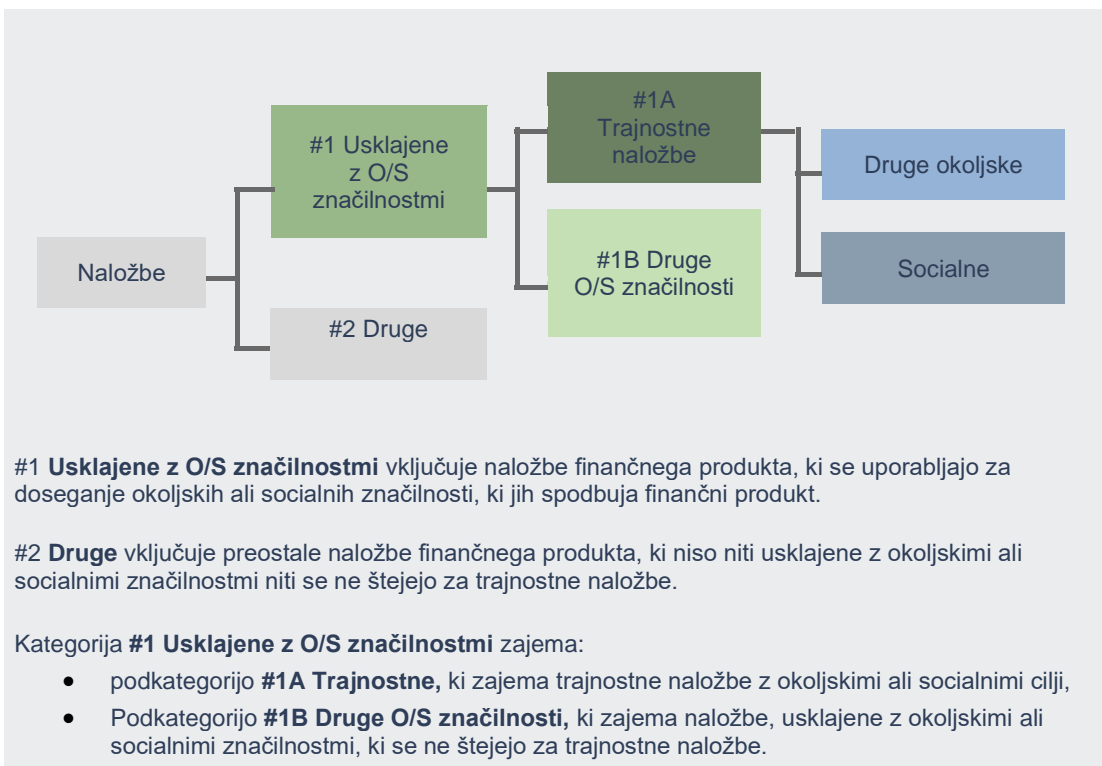 #1A
Trajnostne
naložbe
#1 Usklajene
z O/S
značilnostmi
Druge okoljske
#1B Druge
O/S značilnosti
Socialne
Naložbe
#2 Druge
#1 Usklajene z O/S značilnostmi vključuje naložbe finančnega produkta, ki se uporabljajo za
doseganje okoljskih ali socialnih značilnosti, ki jih spodbuja finančni produkt.
#2 Druge vključuje preostale naložbe finančnega produkta, ki niso niti usklajene z okoljskimi ali
socialnimi značilnostmi niti se ne štejejo za trajnostne naložbe.
Kategorija #1 Usklajene z O/S značilnostmi zajema:
• podkategorijo #1A Trajnostne, ki zajema trajnostne naložbe z okoljskimi ali socialnimi cilji,
• Podkategorijo #1B Druge O/S značilnosti, ki zajema naložbe, usklajene z okoljskimi ali
socialnimi značilnostmi, ki se ne štejejo za trajnostne naložbe.